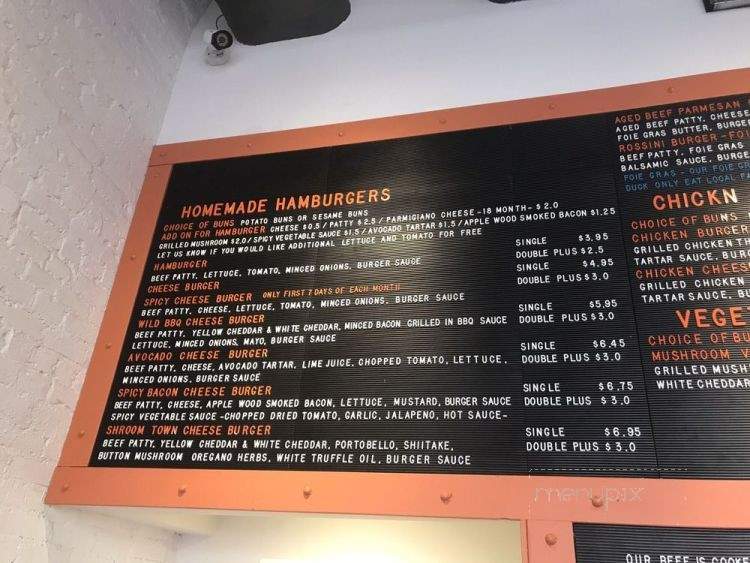 HOMEMADE HAMBURGERS
CHOICE OF BUNS POTATO BUNS OR SESAME BUNS
ADD ON FOR HAMBURGER CHEESE $0.5 / PATTY $2.5 / PARMIGIANO CHEESE -18 MONTH- $2.0
GRILLED MUSHROOM $2.0 / SPICY VEGETABLE SAUCE $1.5 / AVOCADO TARTAR $1.5 / APPLE WOOD SMOKED BACON $1.25
LET US KNOW IF YOU WOULD LIKE ADDITIONAL LETTUCE AND TOMATO FOR FREE
HAMBURGER SINGLE $3.95
BEEF PATTY, LETTUCE, TOMATO, MINCED ONIONS, BURGER SAUCE DOUBLE PLUS $2.5
CHEESE BURGER SINGLE $4.95
DOUBLE PLUS $3.0
SPICY CHEESE BURGER ONLY FIRST 7 DAYS OF EACH MONTH
BEEF PATTY, CHEESE, LETTUCE, TOMATO, MINCED ONIONS, BURGER SAUCE
WILD BBQ CHEESE BURGER SINGLE $5.95
BEEF PATTY, YELLOW CHEDDAR & WHITE CHEDDAR, MINCED BACON GRILLED IN BBQ SAUCE DOUBLE PLUS $3.0
LETTUCE, MINCED ONIONS, MAYO, BURGER SAUCE
AVOCADO CHEESE BURGER SINGLE $6.45
BEEF PATTY, CHEESE, AVOCADO TARTAR, LIME JUICE, CHOPPED TOMATO, LETTUCE, DOUBLE PLUS $3.0
MINCED ONIONS, BURGER SAUCE
SPICY BACON CHEESE BURGER SINGLE $6.75
BEEF PATTY, CHEESE, APPLE WOOD SMOKED BACON, LETTUCE, MUSTARD, BURGER SAUCE DOUBLE PLUS $3.0
SPICY VEGETABLE SAUCE -CHOPPED DRIED TOMATO, GARLIC, JALAPENO, HOT SAUCE-
SHROOM TOWN CHEESE BURGER SINGLE $6.95
BEEF PATTY, YELLOW CHEDDAR & WHITE CHEDDAR, PORTOBELLO, SHIITAKE, DOUBLE PLUS $3.0
BUTTON MUSHROOM OREGANO HERBS, WHITE TRUFFLE OIL, BURGER SAUCE
AGED BEEF PARMESAN
AGED BEEF PATTY, CHEESE
FOIE GRAS BUTTER, BURGE
ROSSINI BURGER -FO
BEEF PATTY, FOIE GRAS
BALSAMIC SAUCE, BURGE
FOIE GRAS - OUR FOIE GR
DUCK ONLY EAT LOCAL FA
CHICKN
CHOICE OF BUNS
CHICKEN BURGER
GRILLED CHICKEN T
TARTAR SAUCE, BUR
CHICKEN CHEES
GRILLED CHICKEN
TARTAR SAUCE, BU
VEGE
CHOICE OF BU
MUSHROOM
GRILLED MUSH
WHITE CHEDDAR
menupix
OUR BEEF IS COOKE